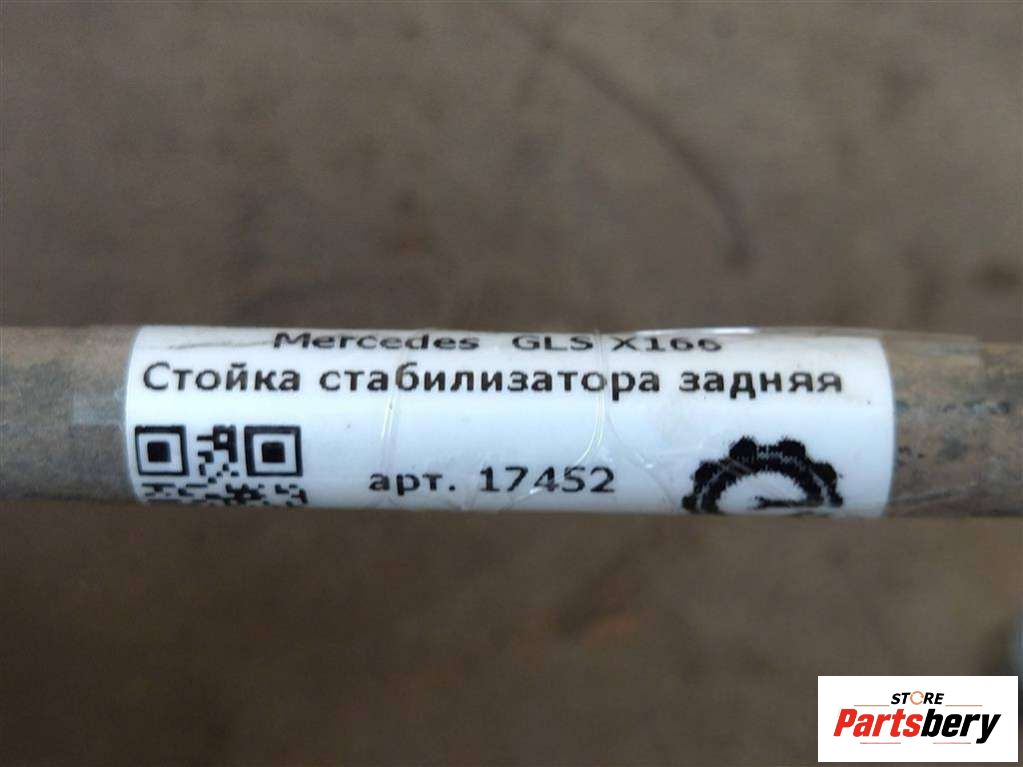 Mercedes GLS X166
Стойка стабилизатора задняя
арт. 17452
STORE
Partsbery